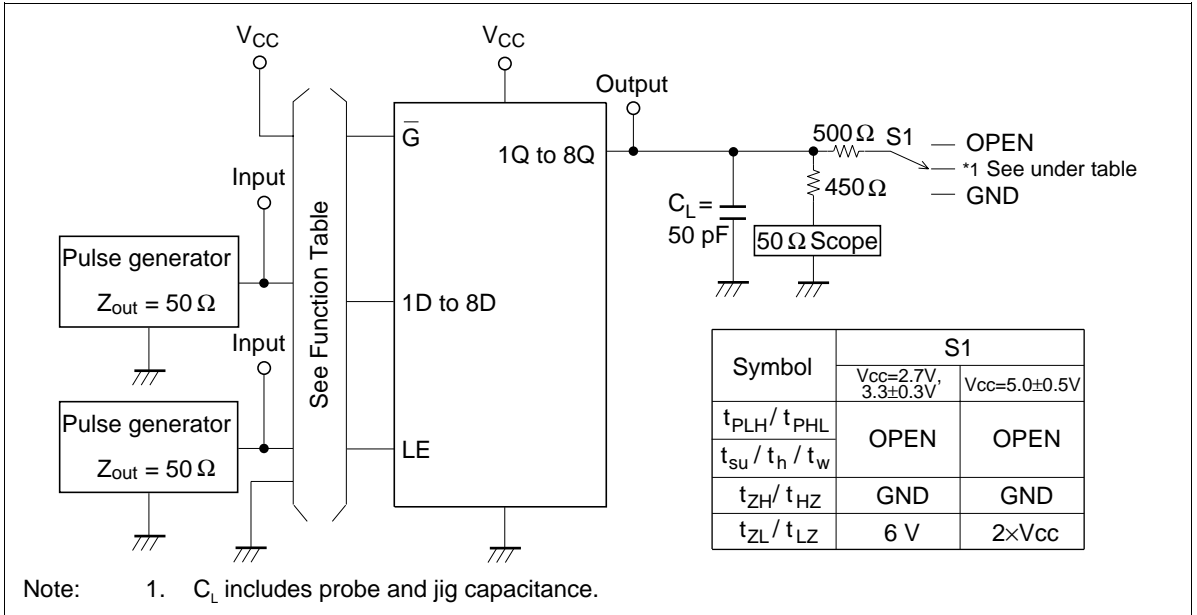 VCC
VCC
Output
G
1Q to 8Q
500 Ω
S1
OPEN
*1 See under table
GND
450 Ω
CL =
50 pF
50 Ω Scope
Input
Pulse generator
Zout = 50 Ω
See Function Table
1D to 8D
Input
Pulse generator
Zout = 50 Ω
LE
Symbol
S1
Vcc=2.7V,
3.3±0.3V
Vcc=5.0±0.5V
tPLH / tPHL
OPEN
OPEN
tsu / th / tw
tZH / tHZ
GND
GND
tZL / tLZ
6 V
2×Vcc
Note: 1. CL includes probe and jig capacitance.